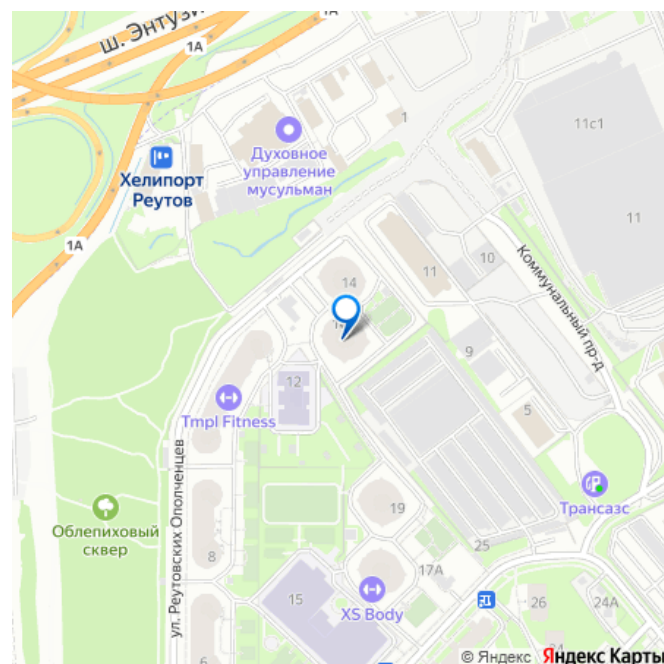 ш. Энтузи
1А
1А
1
11с1
Духовное
управление
мусульман
Хелипорт
Реутов
11
1А
Коммунальный пр-д
14
11
10
9
12
Tmpl Fitness
5
ул. Реутовских Ополченцев
19
Трансазс
Облепиховый
сквер
8
25
17А
15
XS Body
26
24А
6
24
© Яндекс Яндекс Карты